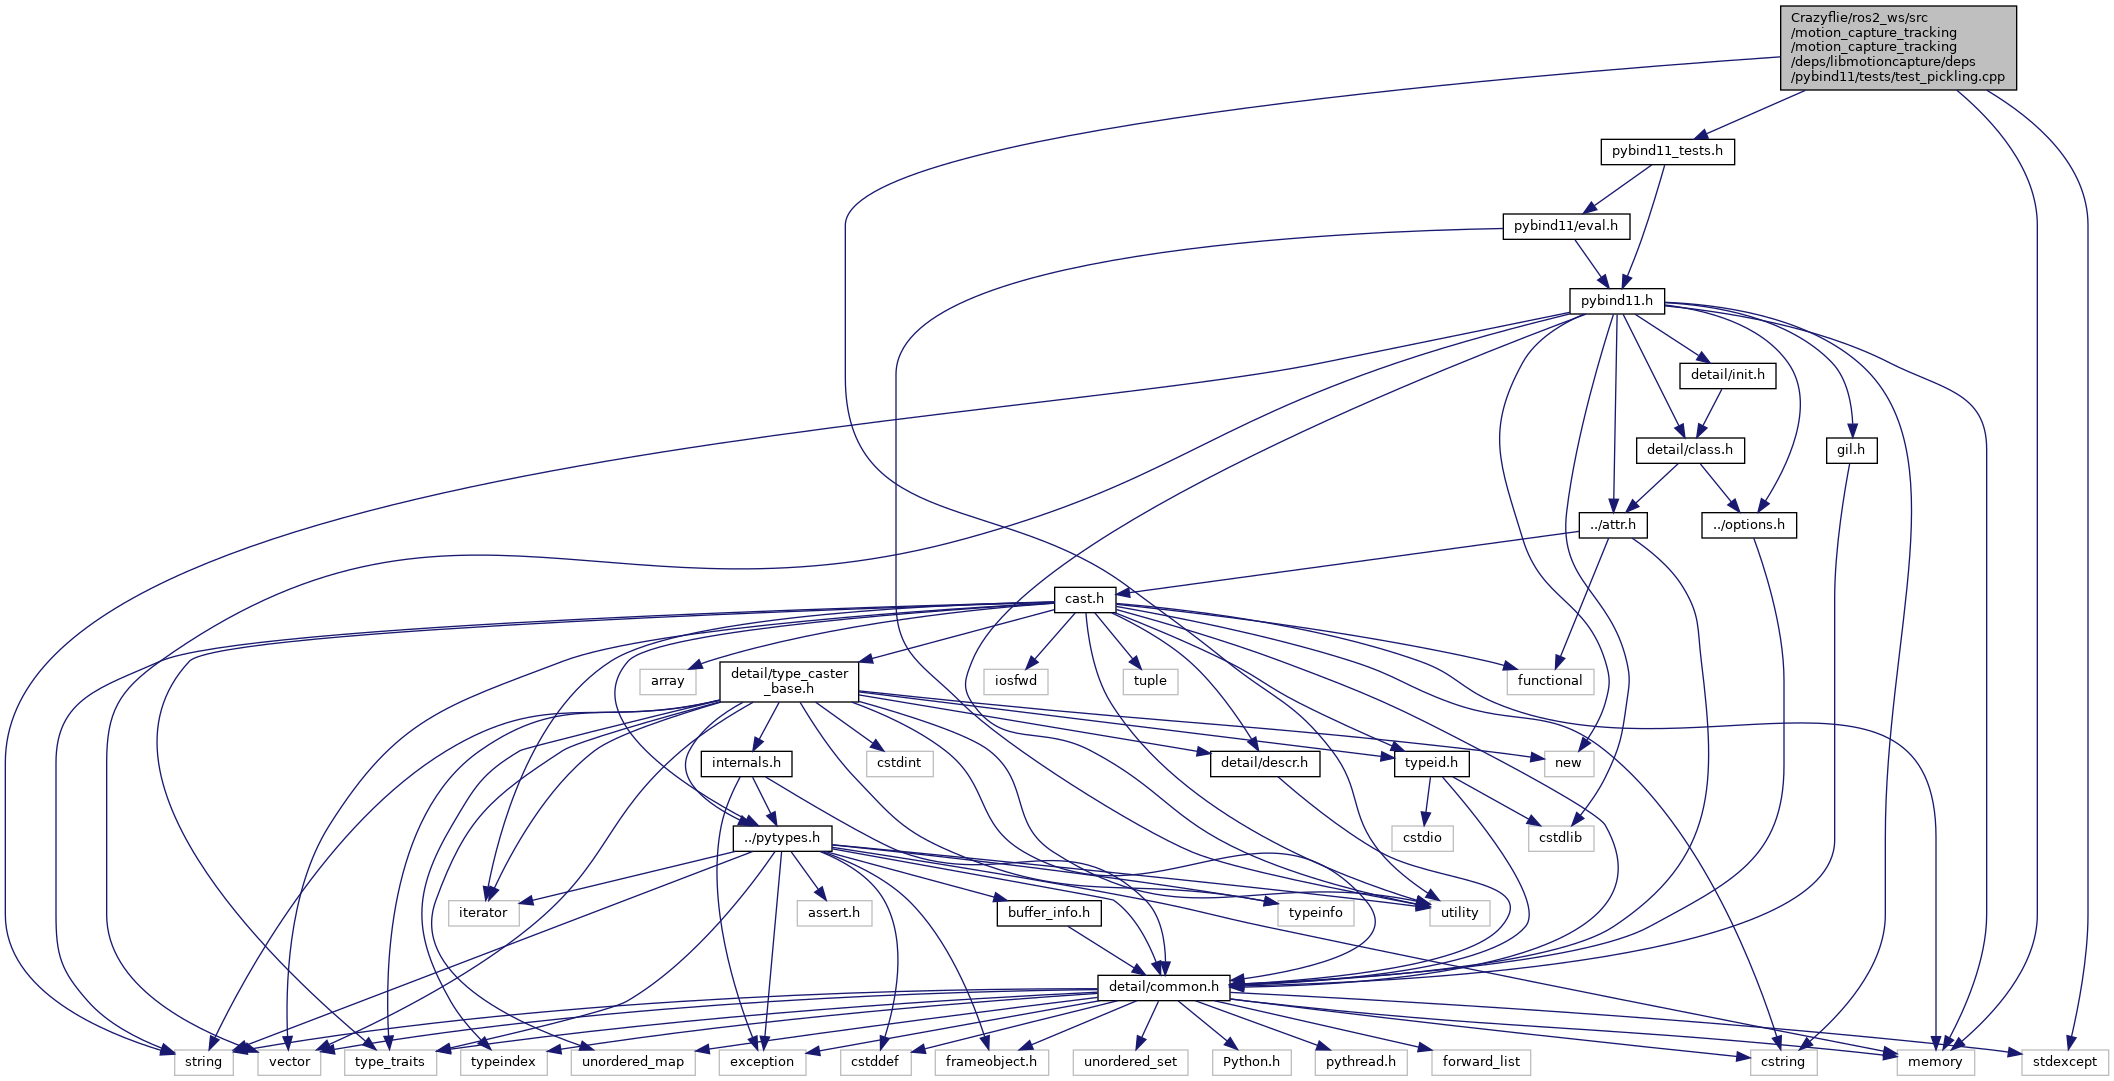 Crazyflie/ros2_ws/src
/motion_capture_tracking
/motion_capture_tracking
/deps/libmotioncapture/deps
/pybind11/tests/test_pickling.cpp
pybind11_tests.h
pybind11/eval.h
pybind11.h
detail/init.h
detail/class.h
gil.h
../attr.h
../options.h
cast.h
array
detail/type_caster
_base.h
iosfwd
tuple
functional
internals.h
cstdint
detail/descr.h
typeid.h
new
../pytypes.h
cstdio
cstdlib
iterator
assert.h
buffer_info.h
typeinfo
utility
detail/common.h
string
vector
type_traits
typeindex
unordered_map
exception
cstddef
frameobject.h
unordered_set
Python.h
pythread.h
forward_list
cstring
memory
stdexcept